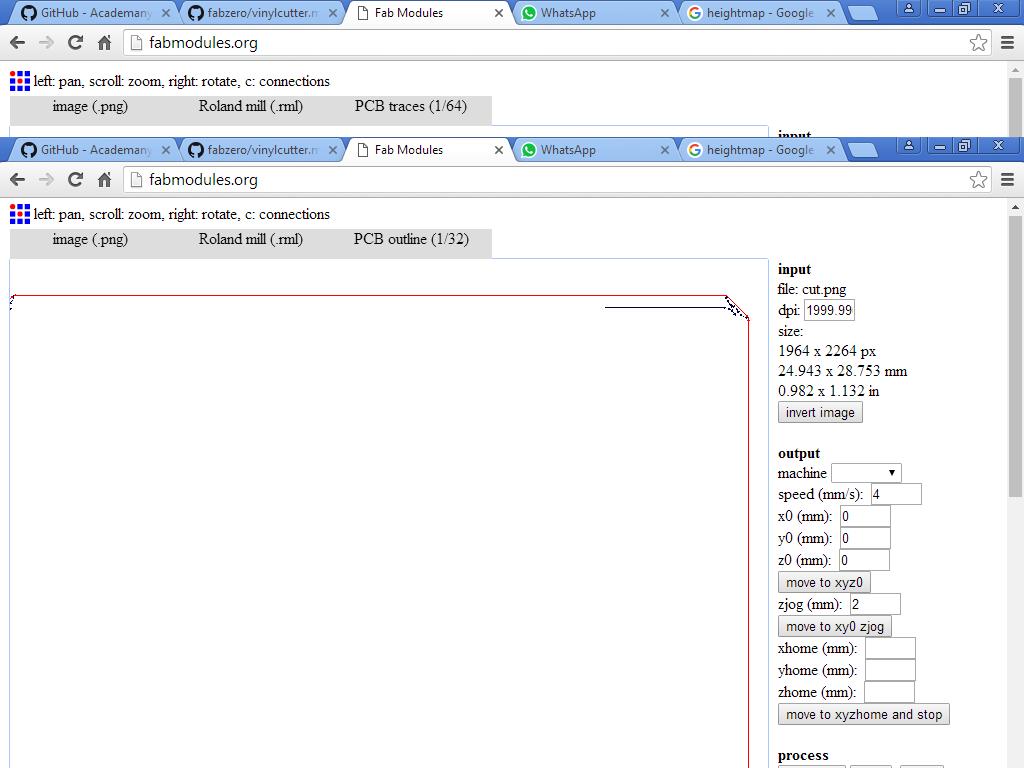 GitHub - Academany
fabzero/vinylcutter.m
Fab Modules
WhatsApp
heightmap - Google
fabmodules.org
left: pan, scroll: zoom, right: rotate, c: connections
image (.png) Roland mill (.rml) PCB traces (1/64)
input
GitHub - Academany
fabzero/vinylcutter.m
Fab Modules
WhatsApp
heightmap - Google
fabmodules.org
left: pan, scroll: zoom, right: rotate, c: connections
image (.png) Roland mill (.rml) PCB outline (1/32)
input
file: cut.png
dpi: 1999.99
size:
1964 x 2264 px
24.943 x 28.753 mm
0.982 x 1.132 in
invert image
output
machine
speed (mm/s): 4
x0 (mm): 0
y0 (mm): 0
z0 (mm): 0
move to xyz0
zjog (mm): 2
move to xy0 zjog
xhome (mm):
yhome (mm):
zhome (mm):
move to xyzhome and stop
process